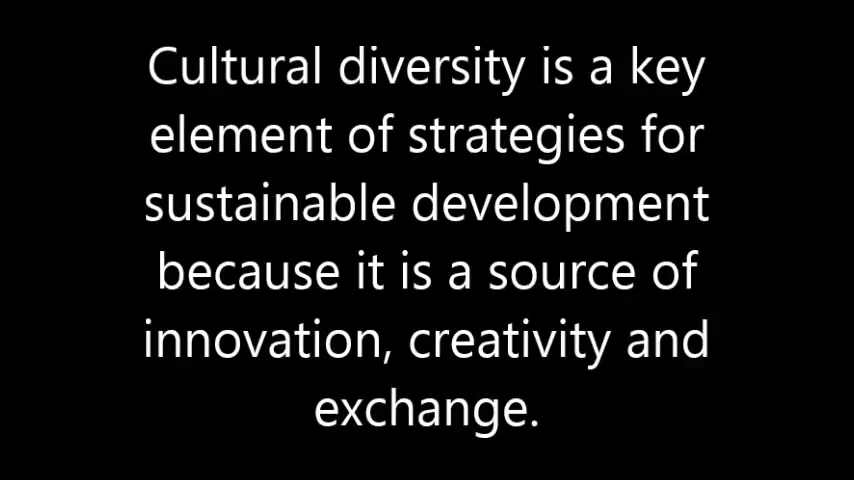 Cultural diversity is a key
element of strategies for
sustainable development
because it is a source of
innovation, creativity and
exchange.